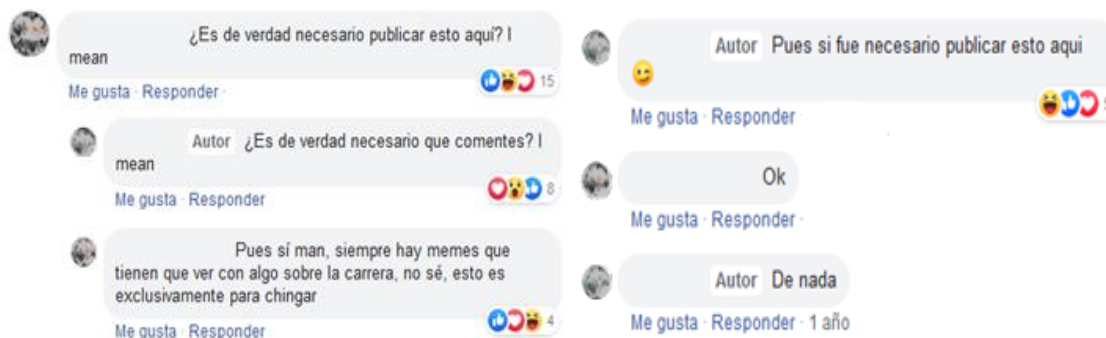 ¿Es de verdad necesario publicar esto aquí? I
mean
Me gusta · Responder ·
15
Autor ¿Es de verdad necesario que comentes? I
mean
Me gusta · Responder
8
Pues sí man, siempre hay memes que
tienen que ver con algo sobre la carrera, no sé, esto es
exclusivamente para chingar
Me gusta · Responder
4
Autor Pues si fue necesario publicar esto aqui
Me gusta · Responder
Ok
Me gusta · Responder ·
Autor De nada
Me gusta · Responder · 1 año